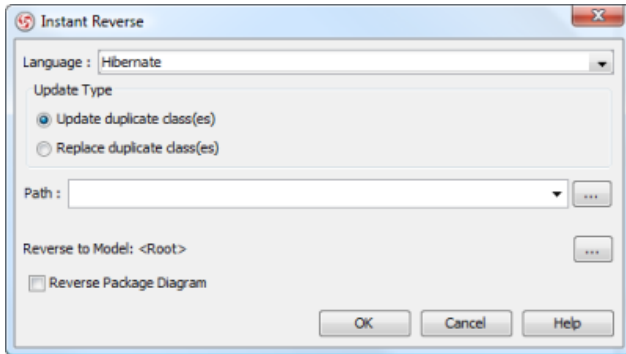 Instant Reverse
Language : Hibernate
Update Type
Update duplicate class(es)
Replace duplicate class(es)
Path :
...
Reverse to Model: <Root>
...
Reverse Package Diagram
OK Cancel Help